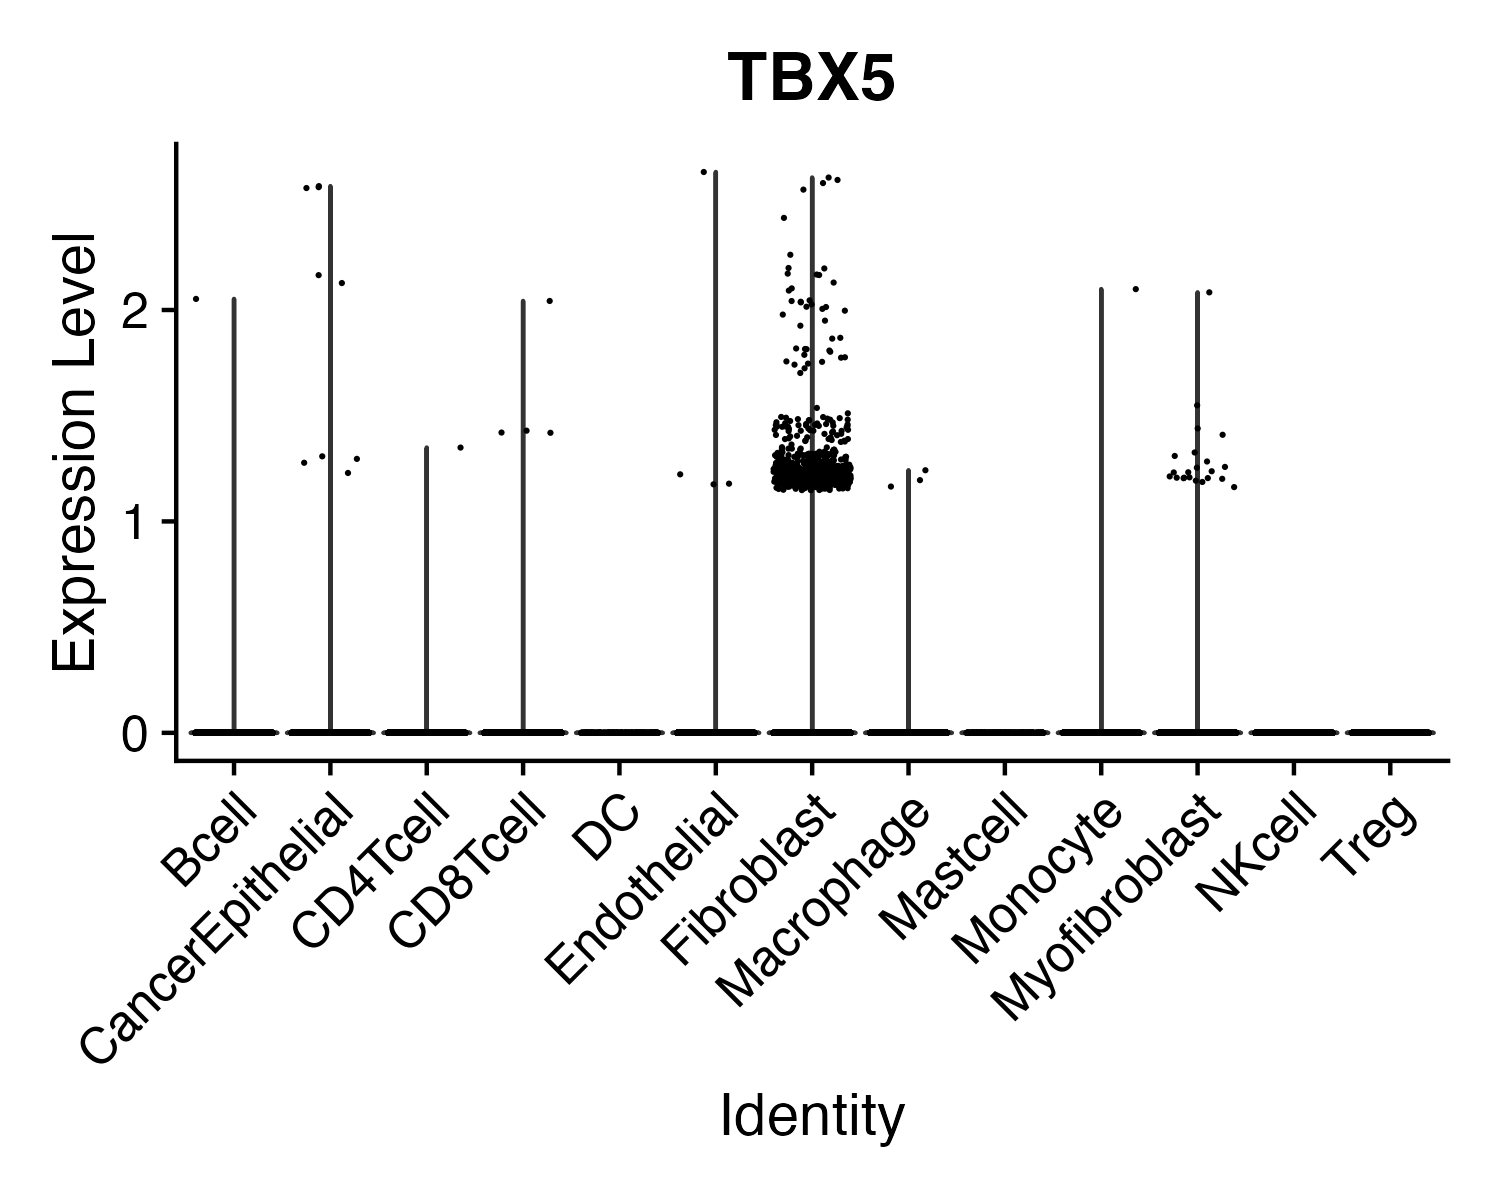 TBX5
Expression Level
2
1
0
Bcell
CancerEpithelial
CD4Tcell
CD8Tcell
DC
Endothelial
Fibroblast
Macrophage
Mastcell
Monocyte
Myofibroblast
NKcell
Treg
Identity